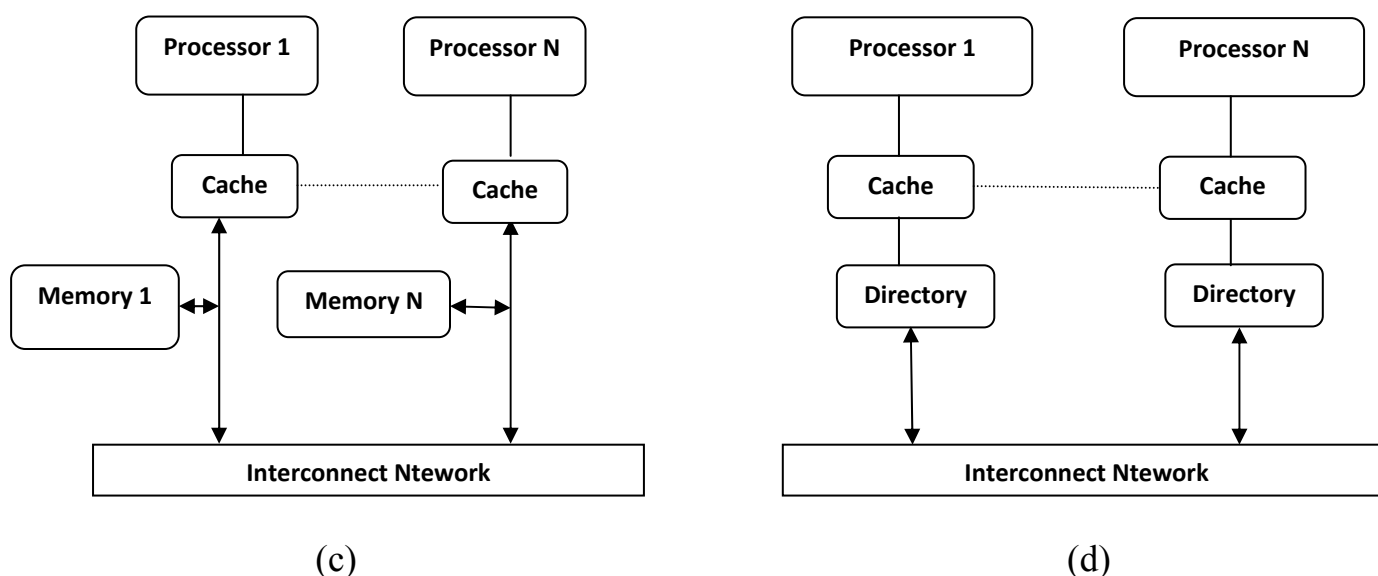 Processor 1
Processor N
Cache
Cache
Memory 1
Memory N
Interconnect Ntework
(c)
Processor 1
Processor N
Cache
Cache
Directory
Directory
Interconnect Ntework
(d)